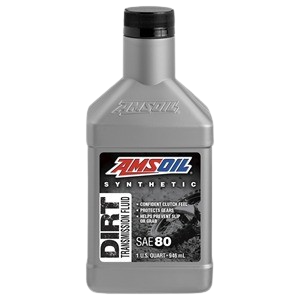 AMSOIL
SYNTHETIC
DIRT
TRANSMISSION FLUID
• CONFIDENT CLUTCH FEEL
• PROTECTS GEARS
• HELPS PREVENT SLIP
OR GRAB
SAE 80
1 U.S. QUART • 946 mL